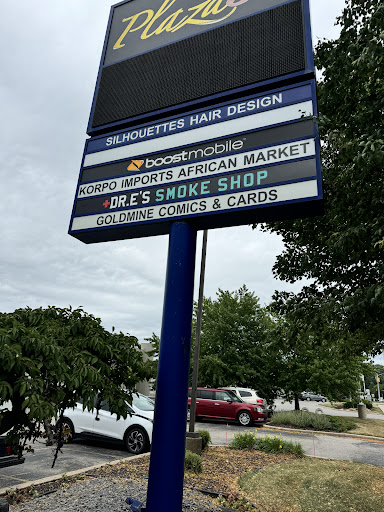 Plaza
SILHOUETTES HAIR DESIGN
boostmobile
KORPO IMPORTS AFRICAN MARKET
+DR.E'S SMOKE SHOP
GOLDMINE COMICS & CARDS